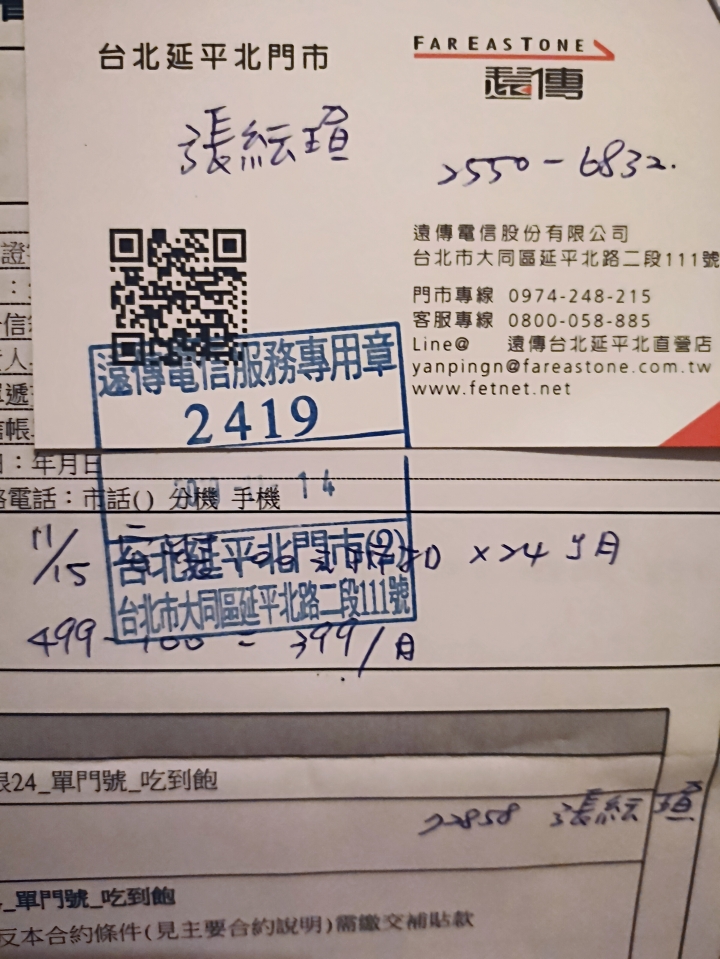 台北延平北門市
FAREASTONE
遠傳
張紜瑄
2550-6832.
遠傳電信股份有限公司
台北市大同區延平北路二段111號
門市專線 0974-248-215
客服專線 0800-058-885
Line@ 遠傳台北延平北直營店
yanpingn@fareastone.com.tw
www.fetnet.net
遠傳電信服務專用章
2419
14
台北延平北門市(2)
台北市大同區延平北路二段111號
證
信
人
遞
帳
：年月日
電話：市話() 分機 手機
11/15 x24 個月
499-100=399/月
限24_單門號_吃到飽
22858 張紜瑄
_單門號_吃到飽
反本合約條件(見主要合約說明)需繳交補貼款